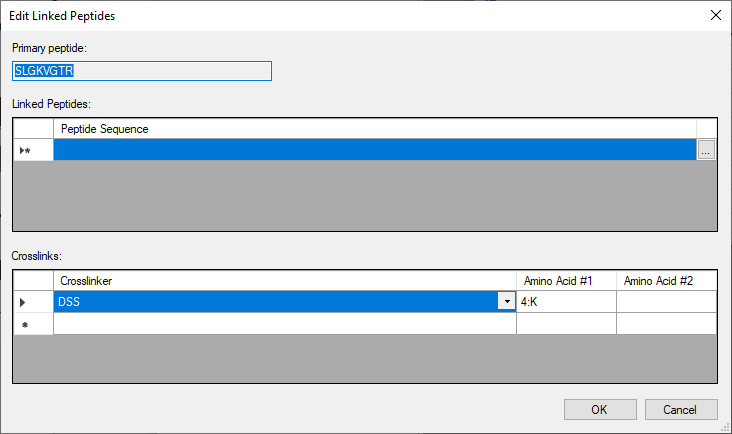 Edit Linked Peptides
Primary peptide:
SLGKVGTR
Linked Peptides:
Peptide Sequence
...
Crosslinks:
Crosslinker Amino Acid #1 Amino Acid #2
DSS 4:K
OK Cancel